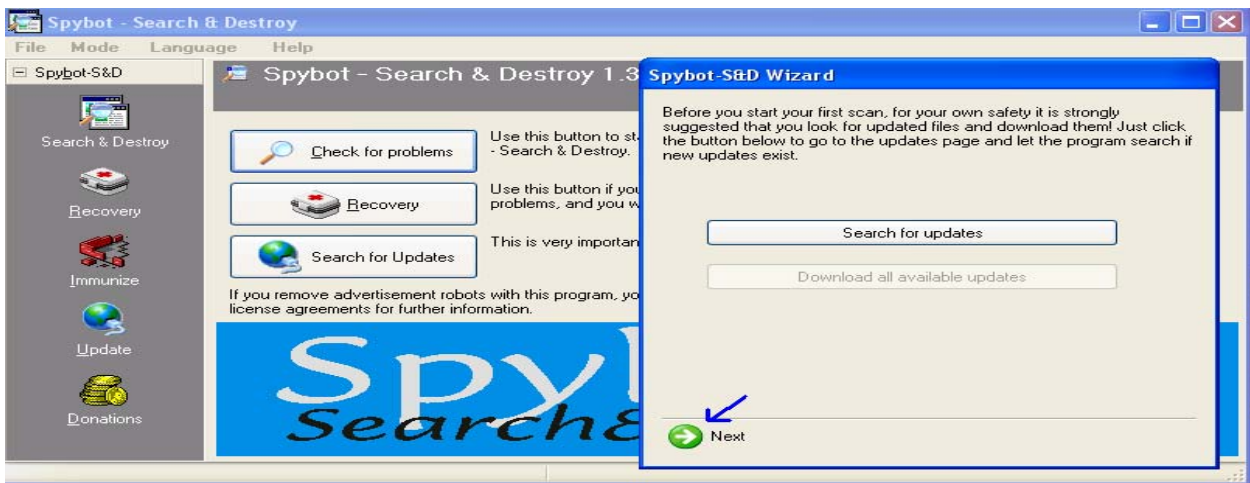 Spybot - Search & Destroy
File Mode Language Help
Spybot-S&D
Search & Destroy
Recovery
Immunize
Update
Donations
Spybot - Search & Destroy 1.3
Check for problems
Use this button to
- Search & Destroy.
Recovery
Use this button if you
problems, and you
Search for Updates
This is very
If you remove advertisement robots with this program,
license agreements for further information.
Spy
Search &
Spybot-S&D Wizard
Before you start your first scan, for your own safety it is strongly
suggested that you look for updated files and download them! Just click
the button below to go to the updates page and let the program search if
new updates exist.
Search for updates
Download all available updates
Next